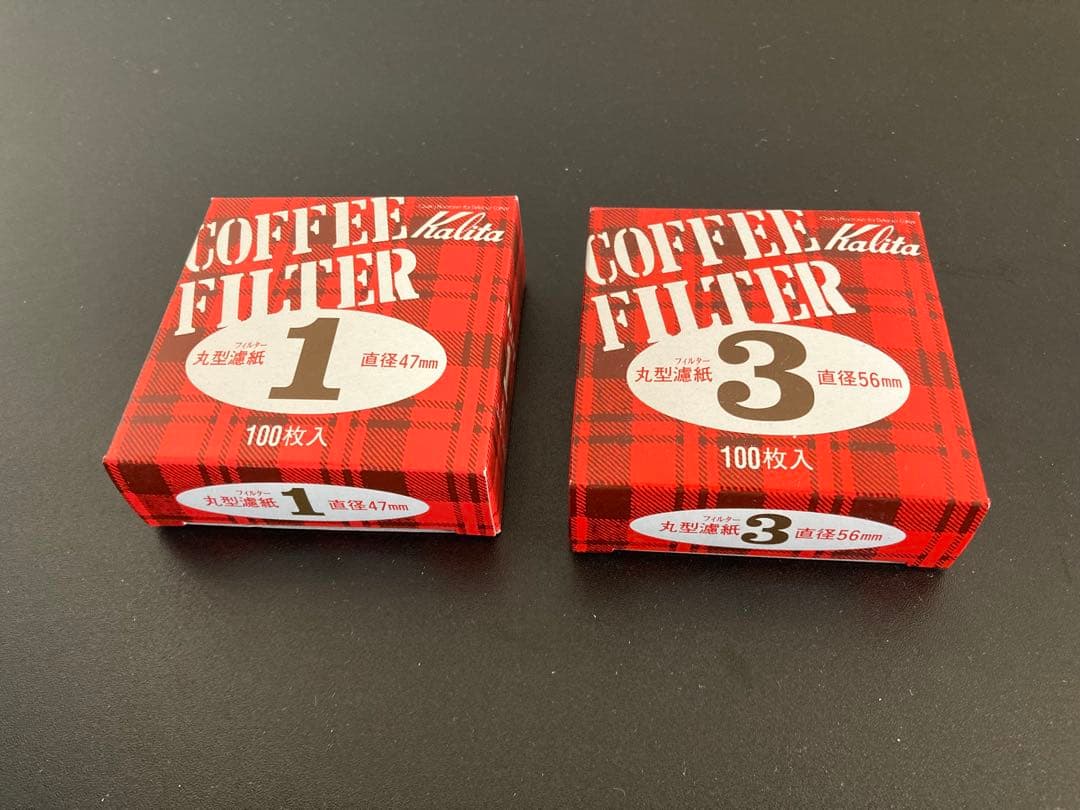 COFFEE Kalita
FILTER
フィルター
丸型濾紙 1 直径47mm
100枚入
フィルター
丸型濾紙 1 直径47mm
COFFEE Kalita
FILTER
フィルター
丸型濾紙 3 直径56mm
100枚入
フィルター
丸型濾紙 3 直径56mm